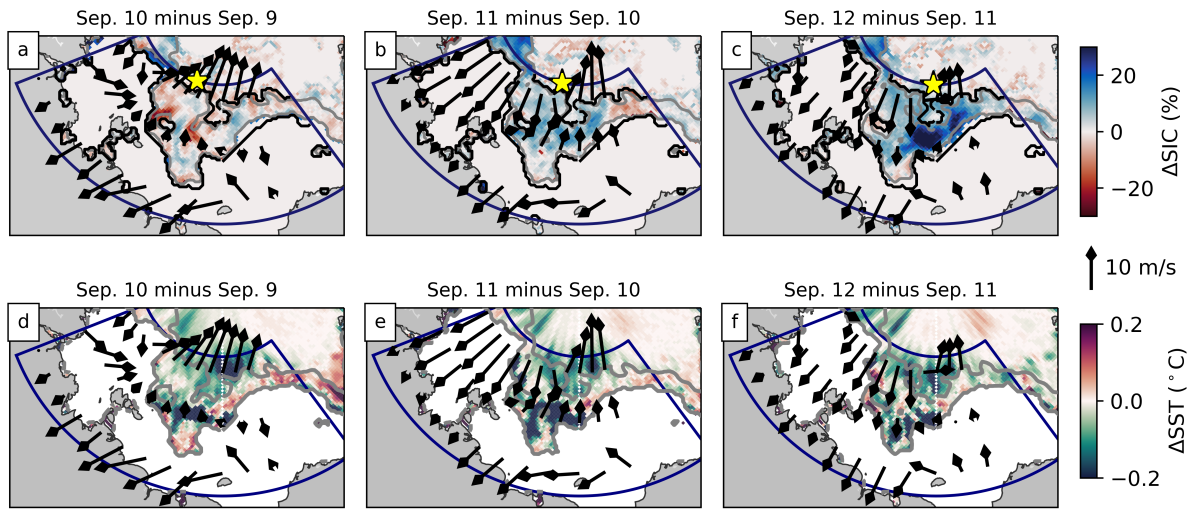 Sep. 10 minus Sep. 9
Sep. 11 minus Sep. 10
Sep. 12 minus Sep. 11
a
b
c
20
0
−20
ΔSIC (%)
10 m/s
Sep. 10 minus Sep. 9
Sep. 11 minus Sep. 10
Sep. 12 minus Sep. 11
d
e
f
0.2
0.0
−0.2
ΔSST (°C)